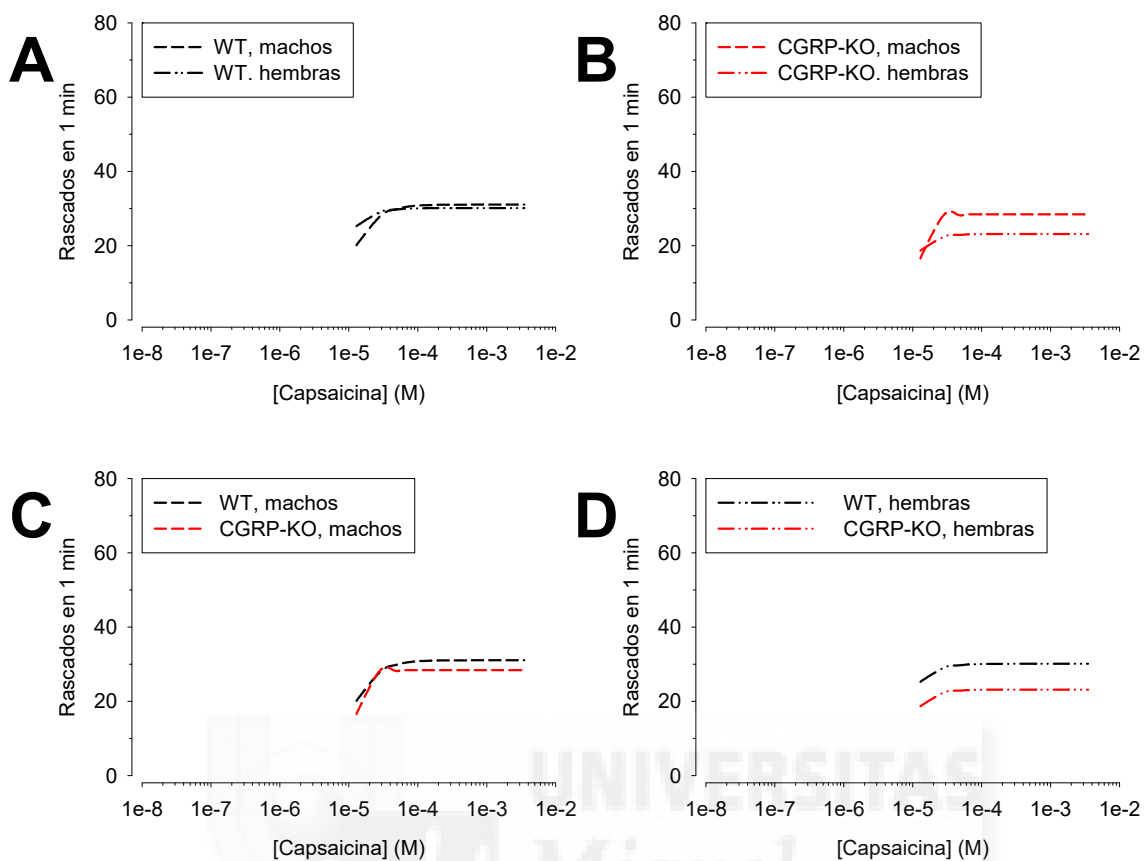 A
80
60
40
20
0
Rascados en 1 min
WT, machos
WT. hembras
1e-8 1e-7 1e-6 1e-5 1e-4 1e-3 1e-2
[Capsaicina] (M)
B
80
60
40
20
0
Rascados en 1 min
CGRP-KO, machos
CGRP-KO. hembras
1e-8 1e-7 1e-6 1e-5 1e-4 1e-3 1e-2
[Capsaicina] (M)
C
80
60
40
20
0
Rascados en 1 min
WT, machos
CGRP-KO, machos
1e-8 1e-7 1e-6 1e-5 1e-4 1e-3 1e-2
[Capsaicina] (M)
D
80
60
40
20
0
Rascados en 1 min
WT, hembras
CGRP-KO, hembras
1e-8 1e-7 1e-6 1e-5 1e-4 1e-3 1e-2
[Capsaicina] (M)
UNIVERSITAS